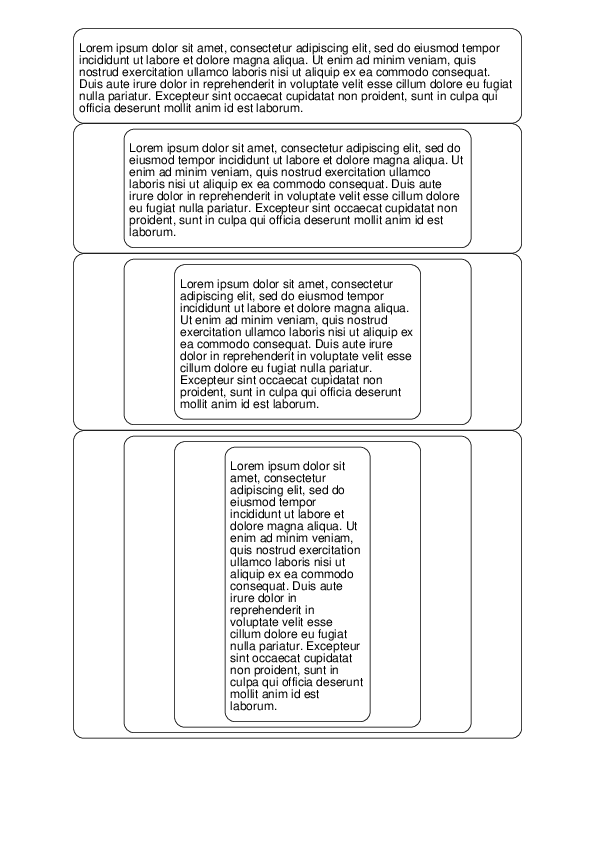 Lorem ipsum dolor sit amet, consectetur adipiscing elit, sed do eiusmod tempor
incididunt ut labore et dolore magna aliqua. Ut enim ad minim veniam, quis
nostrud exercitation ullamco laboris nisi ut aliquip ex ea commodo consequat.
Duis aute irure dolor in reprehenderit in voluptate velit esse cillum dolore eu fugiat
nulla pariatur. Excepteur sint occaecat cupidatat non proident, sunt in culpa qui
officia deserunt mollit anim id est laborum.
Lorem ipsum dolor sit amet, consectetur adipiscing elit, sed do
eiusmod tempor incididunt ut labore et dolore magna aliqua. Ut
enim ad minim veniam, quis nostrud exercitation ullamco
laboris nisi ut aliquip ex ea commodo consequat. Duis aute
irure dolor in reprehenderit in voluptate velit esse cillum dolore
eu fugiat nulla pariatur. Excepteur sint occaecat cupidatat non
proident, sunt in culpa qui officia deserunt mollit anim id est
laborum.
Lorem ipsum dolor sit amet, consectetur
adipiscing elit, sed do eiusmod tempor
incididunt ut labore et dolore magna aliqua.
Ut enim ad minim veniam, quis nostrud
exercitation ullamco laboris nisi ut aliquip ex
ea commodo consequat. Duis aute irure
dolor in reprehenderit in voluptate velit esse
cillum dolore eu fugiat nulla pariatur.
Excepteur sint occaecat cupidatat non
proident, sunt in culpa qui officia deserunt
mollit anim id est laborum.
Lorem ipsum dolor sit
amet, consectetur
adipiscing elit, sed do
eiusmod tempor
incididunt ut labore et
dolore magna aliqua. Ut
enim ad minim veniam,
quis nostrud exercitation
ullamco laboris nisi ut
aliquip ex ea commodo
consequat. Duis aute
irure dolor in
reprehenderit in
voluptate velit esse
cillum dolore eu fugiat
nulla pariatur. Excepteur
sint occaecat cupidatat
non proident, sunt in
culpa qui officia deserunt
mollit anim id est
laborum.